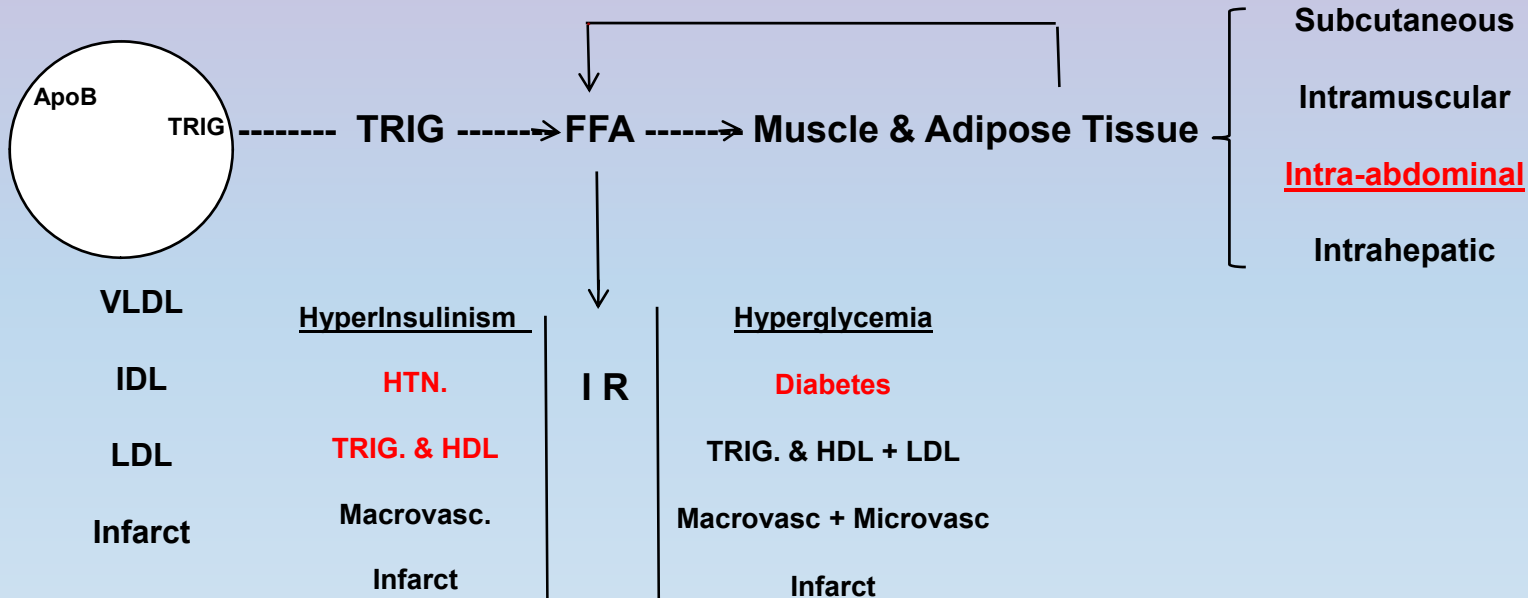 Subcutaneous
Intramuscular
Intra-abdominal
Intrahepatic
ApoB
TRIG -------- TRIG -------> FFA --------> Muscle & Adipose Tissue
VLDL
IDL
LDL
Infarct
HyperInsulinism
HTN.
TRIG. & HDL
Macrovasc.
Infarct
I R
Hyperglycemia
Diabetes
TRIG. & HDL + LDL
Macrovasc + Microvasc
Infarct